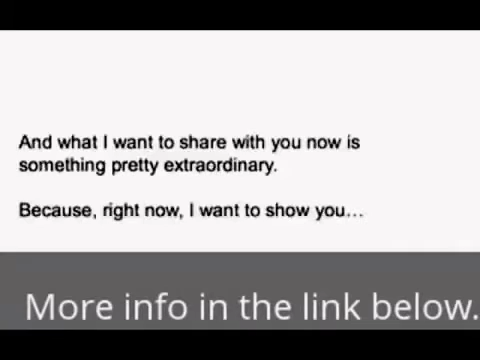 And what I want to share with you now is
something pretty extraordinary.
Because, right now, I want to show you...
More info in the link below.